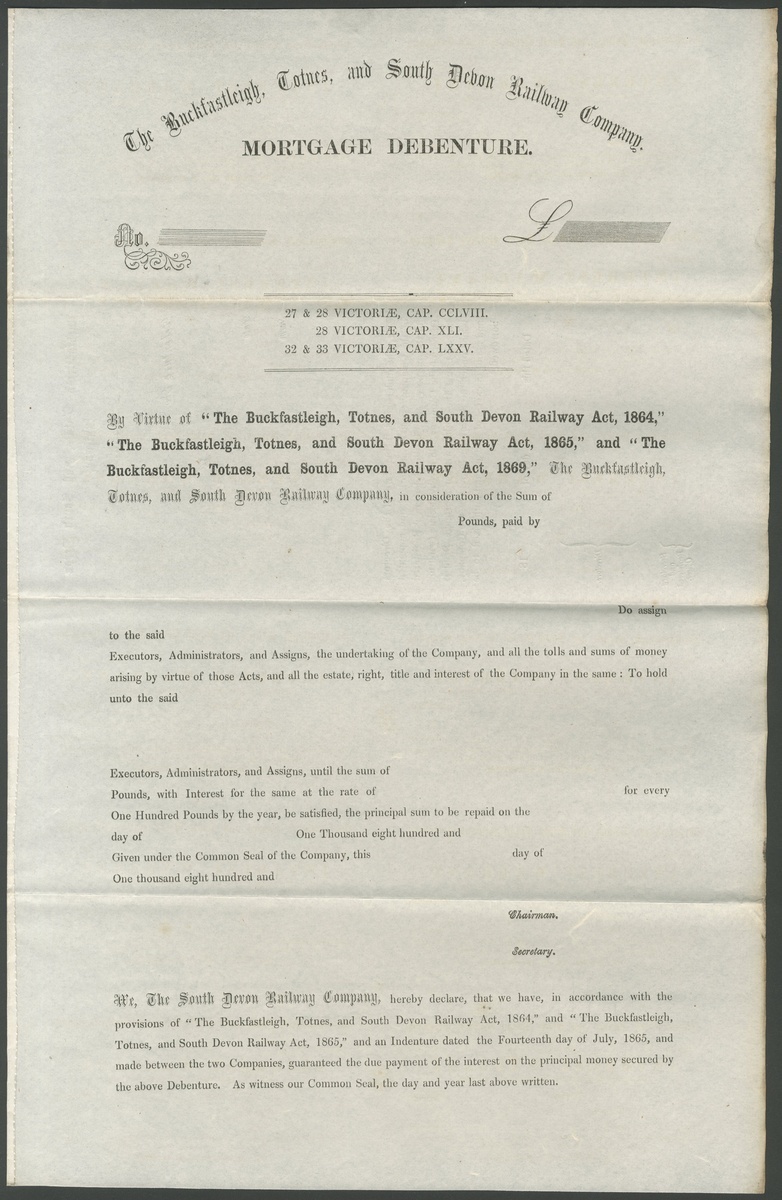 The Buckfastleigh, Totnes, and South Devon Railway Company.
MORTGAGE DEBENTURE.
No.
£
27 & 28 VICTORIÆ, CAP. CCLVIII.
28 VICTORIÆ, CAP. XLI.
32 & 33 VICTORIÆ, CAP. LXXV.
By Virtue of “The Buckfastleigh, Totnes, and South Devon Railway Act, 1864,”
“The Buckfastleigh, Totnes, and South Devon Railway Act, 1865,” and “The
Buckfastleigh, Totnes, and South Devon Railway Act, 1869,” The Buckfastleigh,
Totnes, and South Devon Railway Company, in consideration of the Sum of
Pounds, paid by
Do assign
to the said
Executors, Administrators, and Assigns, the undertaking of the Company, and all the tolls and sums of money
arising by virtue of those Acts, and all the estate, right, title and interest of the Company in the same : To hold
unto the said
Executors, Administrators, and Assigns, until the sum of
Pounds, with Interest for the same at the rate of for every
One Hundred Pounds by the year, be satisfied, the principal sum to be repaid on the
day of One Thousand eight hundred and
Given under the Common Seal of the Company, this day of
One thousand eight hundred and
Chairman.
Secretary.
We, The South Devon Railway Company, hereby declare, that we have, in accordance with the
provisions of “The Buckfastleigh, Totnes, and South Devon Railway Act, 1864,” and “The Buckfastleigh,
Totnes, and South Devon Railway Act, 1865,” and an Indenture dated the Fourteenth day of July, 1865, and
made between the two Companies, guaranteed the due payment of the interest on the principal money secured by
the above Debenture. As witness our Common Seal, the day and year last above written.